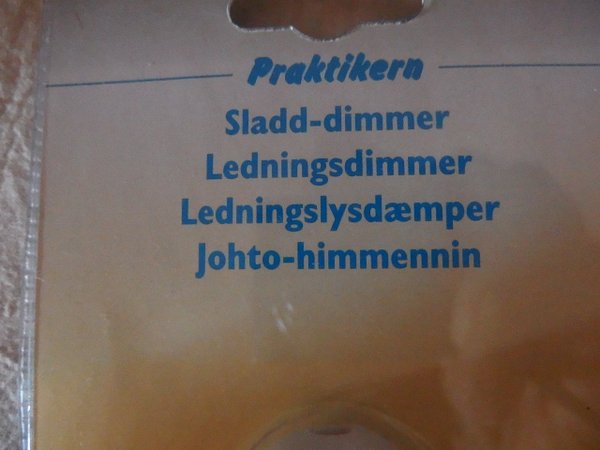 Praktikern
Sladd-dimmer
Ledningsdimmer
Ledningslysdæmper
Johto-himmennin